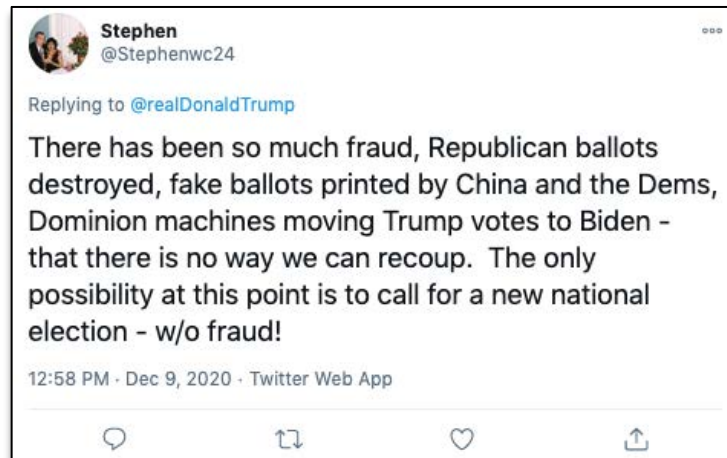 Stephen
@Stephenwc24
Replying to @realDonaldTrump
There has been so much fraud, Republican ballots
destroyed, fake ballots printed by China and the Dems,
Dominion machines moving Trump votes to Biden -
that there is no way we can recoup.  The only
possibility at this point is to call for a new national
election - w/o fraud!
12:58 PM · Dec 9, 2020 · Twitter Web App